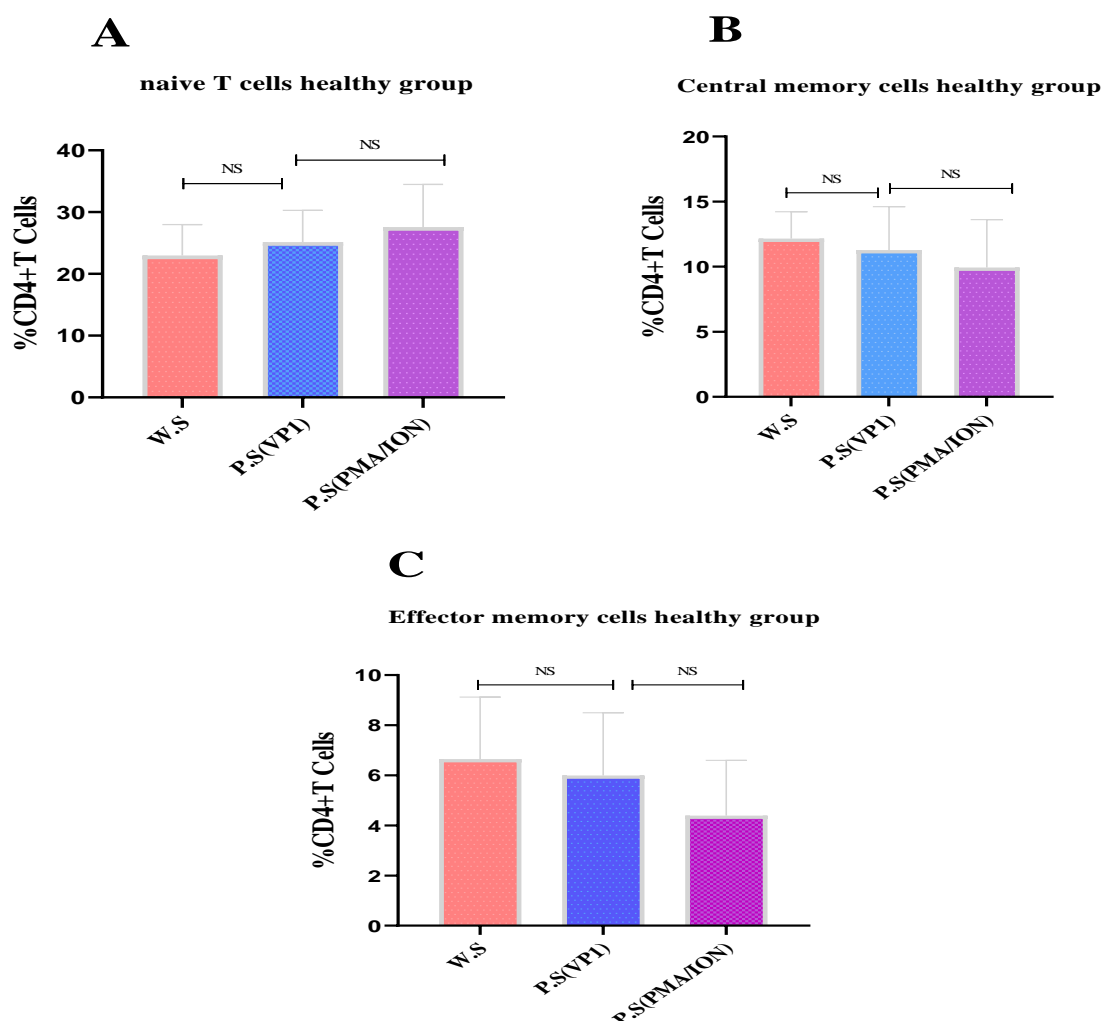 A
naive T cells healthy group
%CD4+T Cells
40
30
20
10
0
NS
NS
W.S
P.S(VP1)
P.S(PMA/ION)
B
Central memory cells healthy group
%CD4+T Cells
20
15
10
5
0
NS
NS
W.S
P.S(VP1)
P.S(PMA/ION)
C
Effector memory cells healthy group
%CD4+T Cells
10
8
6
4
2
0
NS
NS
W.S
P.S(VP1)
P.S(PMA/ION)